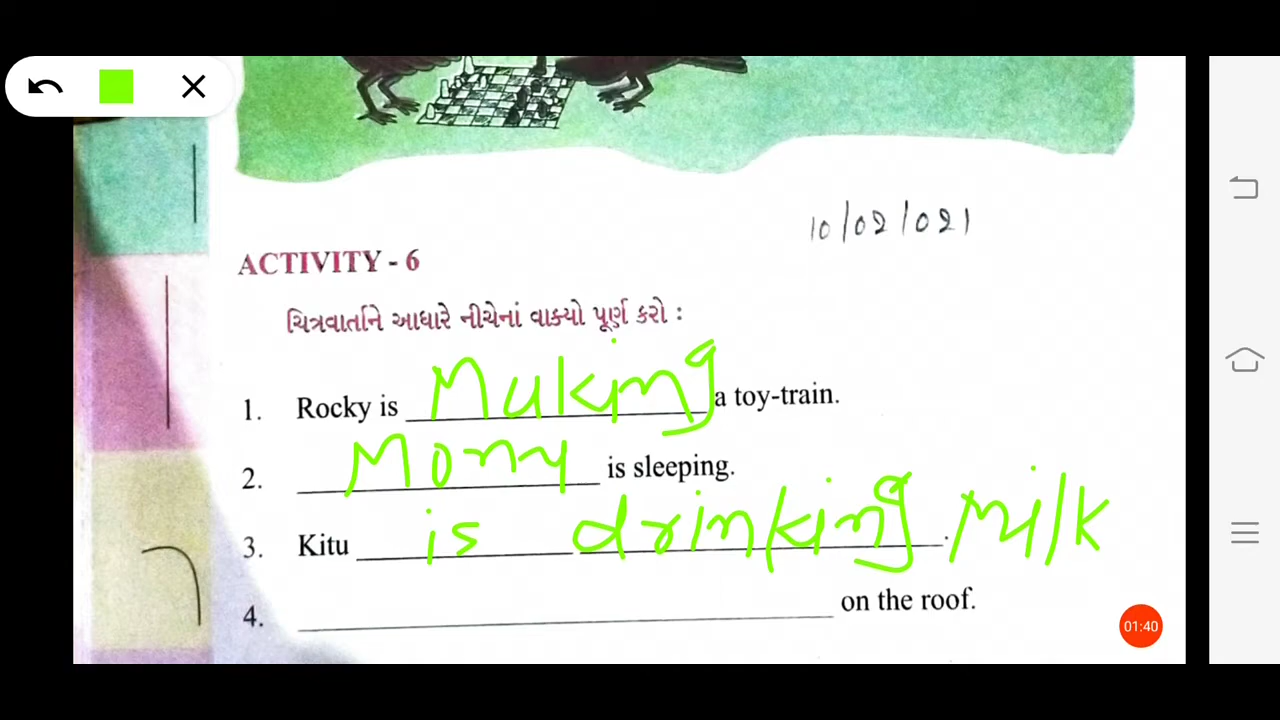 10/02/021
ACTIVITY - 6
ચિત્રવાર્તાને આધારે નીચેનાં વાક્યો પૂર્ણ કરો :
1. Rocky is Making a toy-train.
2. Mony is sleeping.
3. Kitu is drinking milk.
4. ____________ on the roof.
01:40